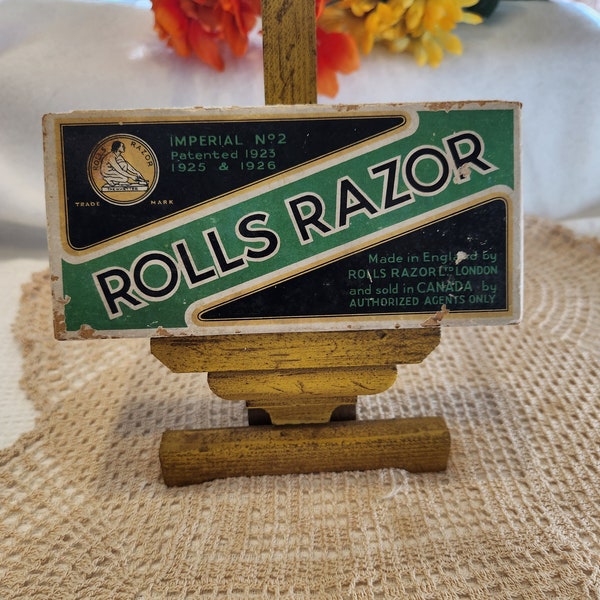 IMPERIAL Nº2
Patented 1923
1925 & 1926
ROLLS RAZOR
TRADE MARK
ROLLS RAZOR
Made in England by
ROLLS RAZOR LTD LONDON
and sold in CANADA by
AUTHORIZED AGENTS ONLY